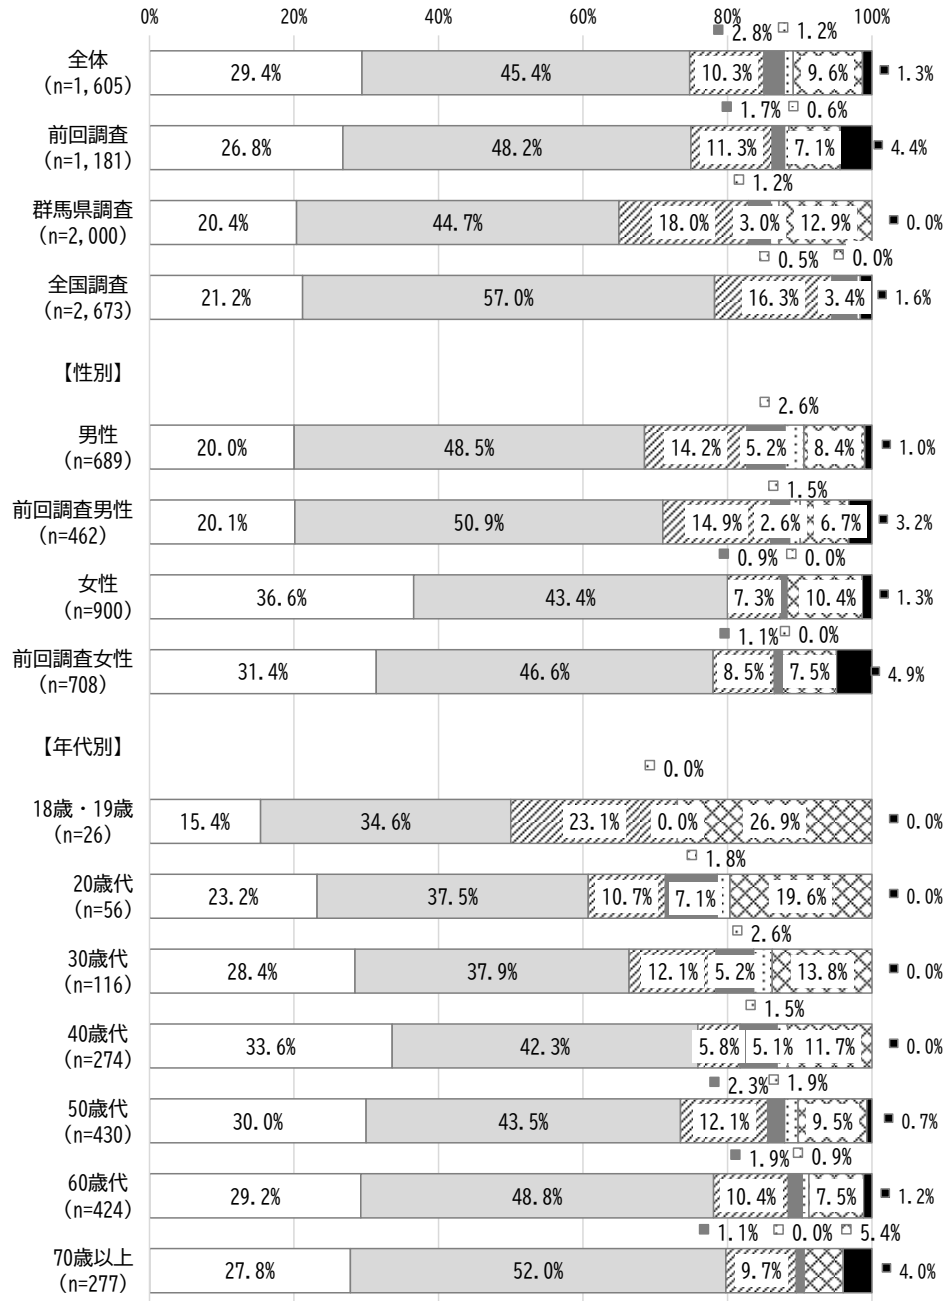 0% 20% 40% 60% 80% 100%
2.8% 1.2%
全体
(n=1,605)
29.4% 45.4% 10.3% 9.6% 1.3%
1.7% 0.6%
前回調査
(n=1,181)
26.8% 48.2% 11.3% 7.1% 4.4%
1.2%
群馬県調査
(n=2,000)
20.4% 44.7% 18.0% 3.0% 12.9% 0.0%
0.5% 0.0%
全国調査
(n=2,673)
21.2% 57.0% 16.3% 3.4% 1.6%
【性別】
2.6%
男性
(n=689)
20.0% 48.5% 14.2% 5.2% 8.4% 1.0%
1.5%
前回調査男性
(n=462)
20.1% 50.9% 14.9% 2.6% 6.7% 3.2%
0.9% 0.0%
女性
(n=900)
36.6% 43.4% 7.3% 10.4% 1.3%
1.1% 0.0%
前回調査女性
(n=708)
31.4% 46.6% 8.5% 7.5% 4.9%
【年代別】
0.0%
18歳・19歳
(n=26)
15.4% 34.6% 23.1% 0.0% 26.9% 0.0%
1.8%
20歳代
(n=56)
23.2% 37.5% 10.7% 7.1% 19.6% 0.0%
2.6%
30歳代
(n=116)
28.4% 37.9% 12.1% 5.2% 13.8% 0.0%
1.5%
40歳代
(n=274)
33.6% 42.3% 5.8% 5.1% 11.7% 0.0%
2.3% 1.9%
50歳代
(n=430)
30.0% 43.5% 12.1% 9.5% 0.7%
1.9% 0.9%
60歳代
(n=424)
29.2% 48.8% 10.4% 7.5% 1.2%
1.1% 0.0% 5.4%
70歳以上
(n=277)
27.8% 52.0% 9.7% 4.0%